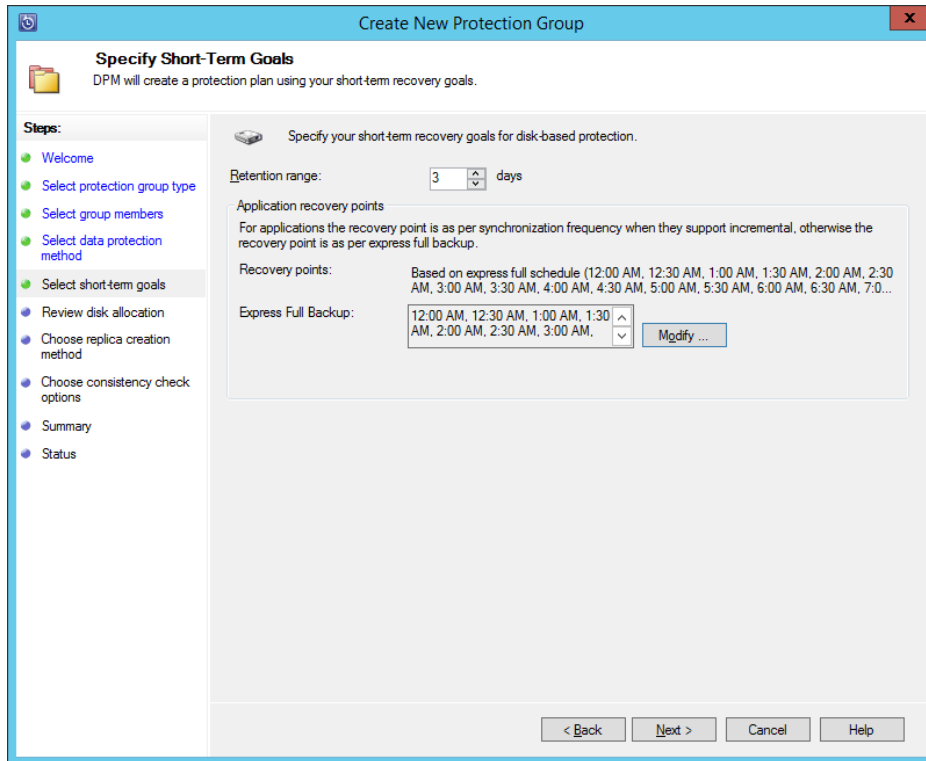 Create New Protection Group
x
Specify Short-Term Goals
DPM will create a protection plan using your short-term recovery goals.
Steps:
Welcome
Select protection group type
Select group members
Select data protection
method
Select short-term goals
Review disk allocation
Choose replica creation
method
Choose consistency check
options
Summary
Status
Specify your short-term recovery goals for disk-based protection.
Retention range:
3
days
Application recovery points
For applications the recovery point is as per synchronization frequency when they support incremental, otherwise the
recovery point is as per express full backup.
Recovery points:
Based on express full schedule (12:00 AM, 12:30 AM, 1:00 AM, 1:30 AM, 2:00 AM, 2:30
AM, 3:00 AM, 3:30 AM, 4:00 AM, 4:30 AM, 5:00 AM, 5:30 AM, 6:00 AM, 6:30 AM, 7:0...
Express Full Backup:
12:00 AM, 12:30 AM, 1:00 AM, 1:30
AM, 2:00 AM, 2:30 AM, 3:00 AM,
Modify ...
< Back
Next >
Cancel
Help